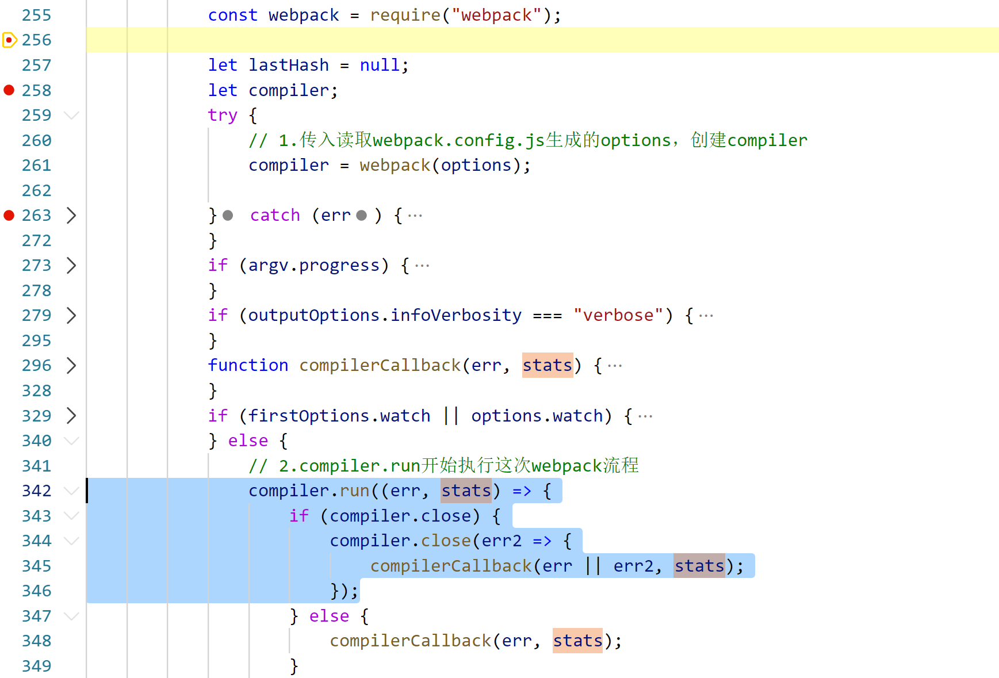 255 const webpack = require("webpack");
256
257 let lastHash = null;
258 let compiler;
259 try {
260 // 1.传入读取webpack.config.js生成的options，创建compiler
261 compiler = webpack(options);
262
263 } catch (err ) {···
272 }
273 if (argv.progress) {···
278 }
279 if (outputOptions.infoVerbosity === "verbose") {···
295 }
296 function compilerCallback(err, stats) {···
328 }
329 if (firstOptions.watch || options.watch) {···
340 } else {
341 // 2.compiler.run开始执行这次webpack流程
342 compiler.run((err, stats) => {
343 if (compiler.close) {
344 compiler.close(err2 => {
345 compilerCallback(err || err2, stats);
346 });
347 } else {
348 compilerCallback(err, stats);
349 }